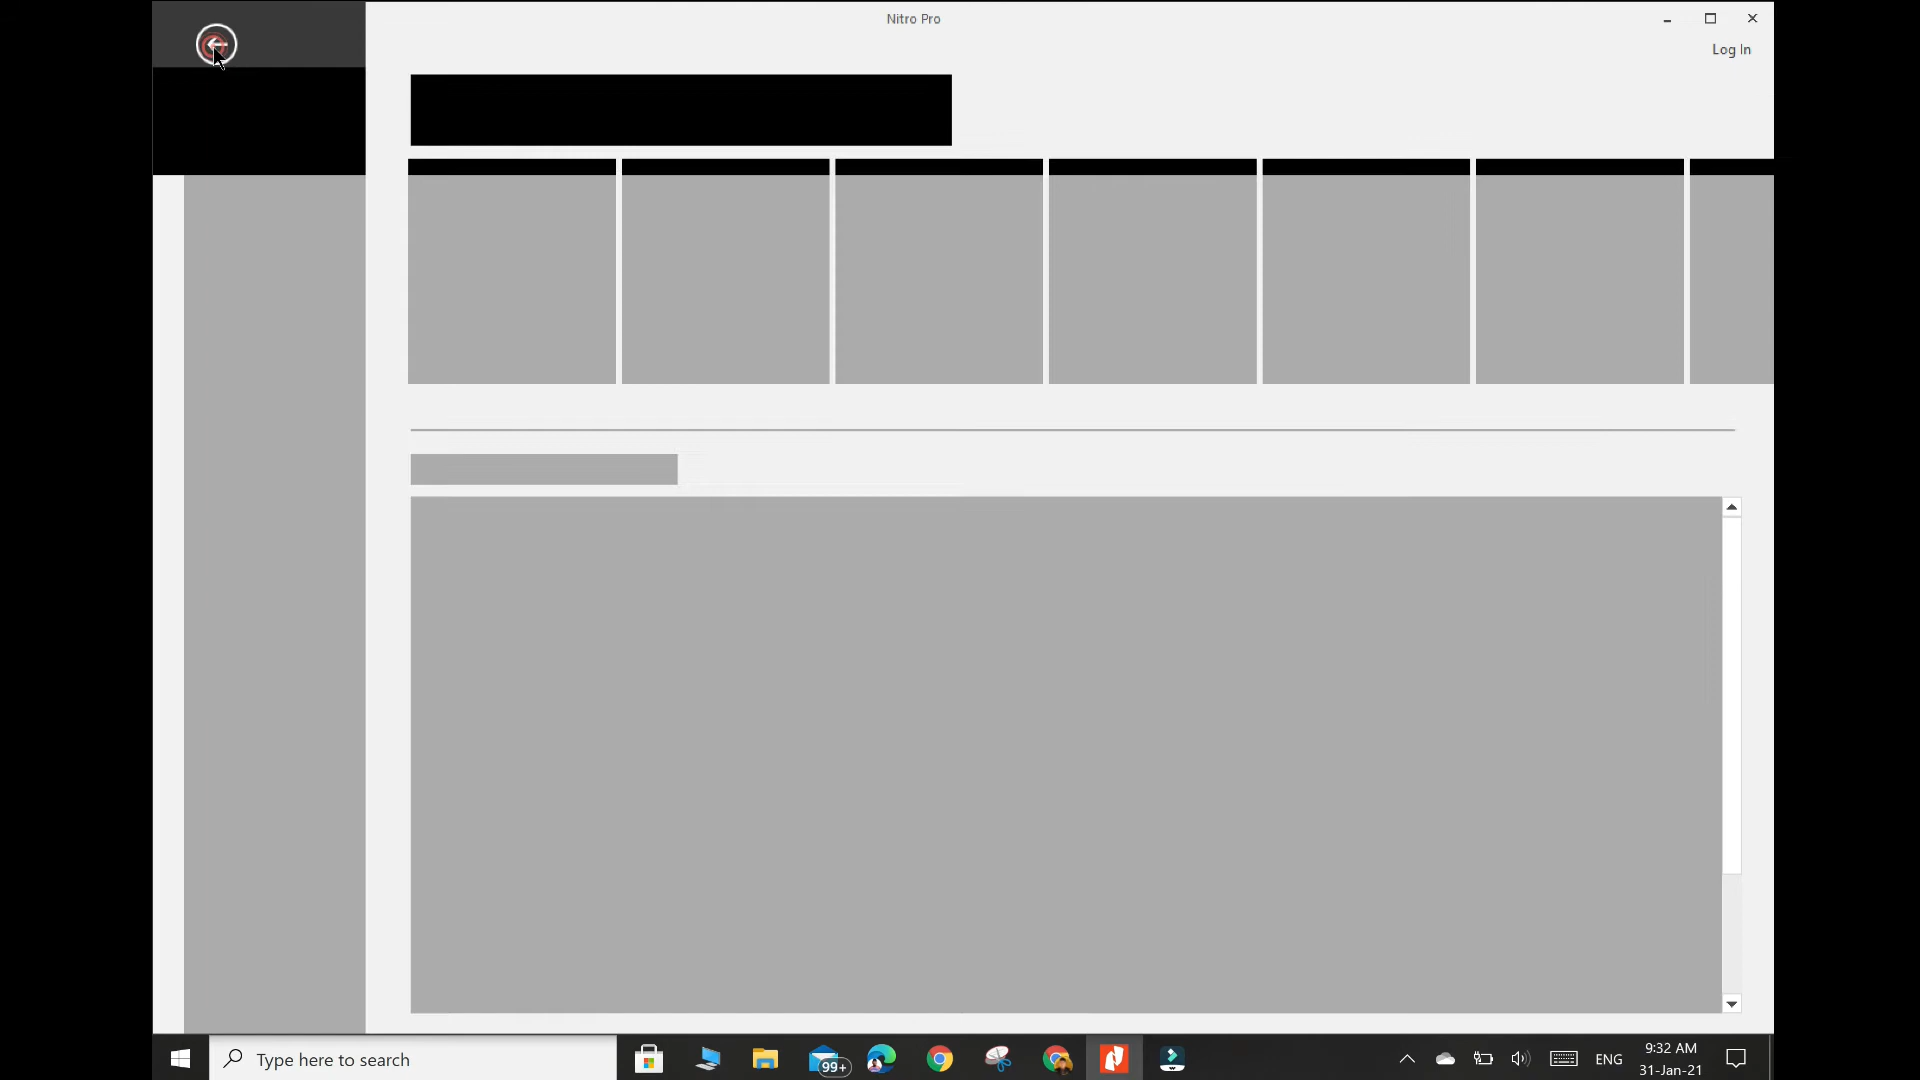 Nitro Pro
Log In
Type here to search
99+
ENG
9:32 AM
31-Jan-21